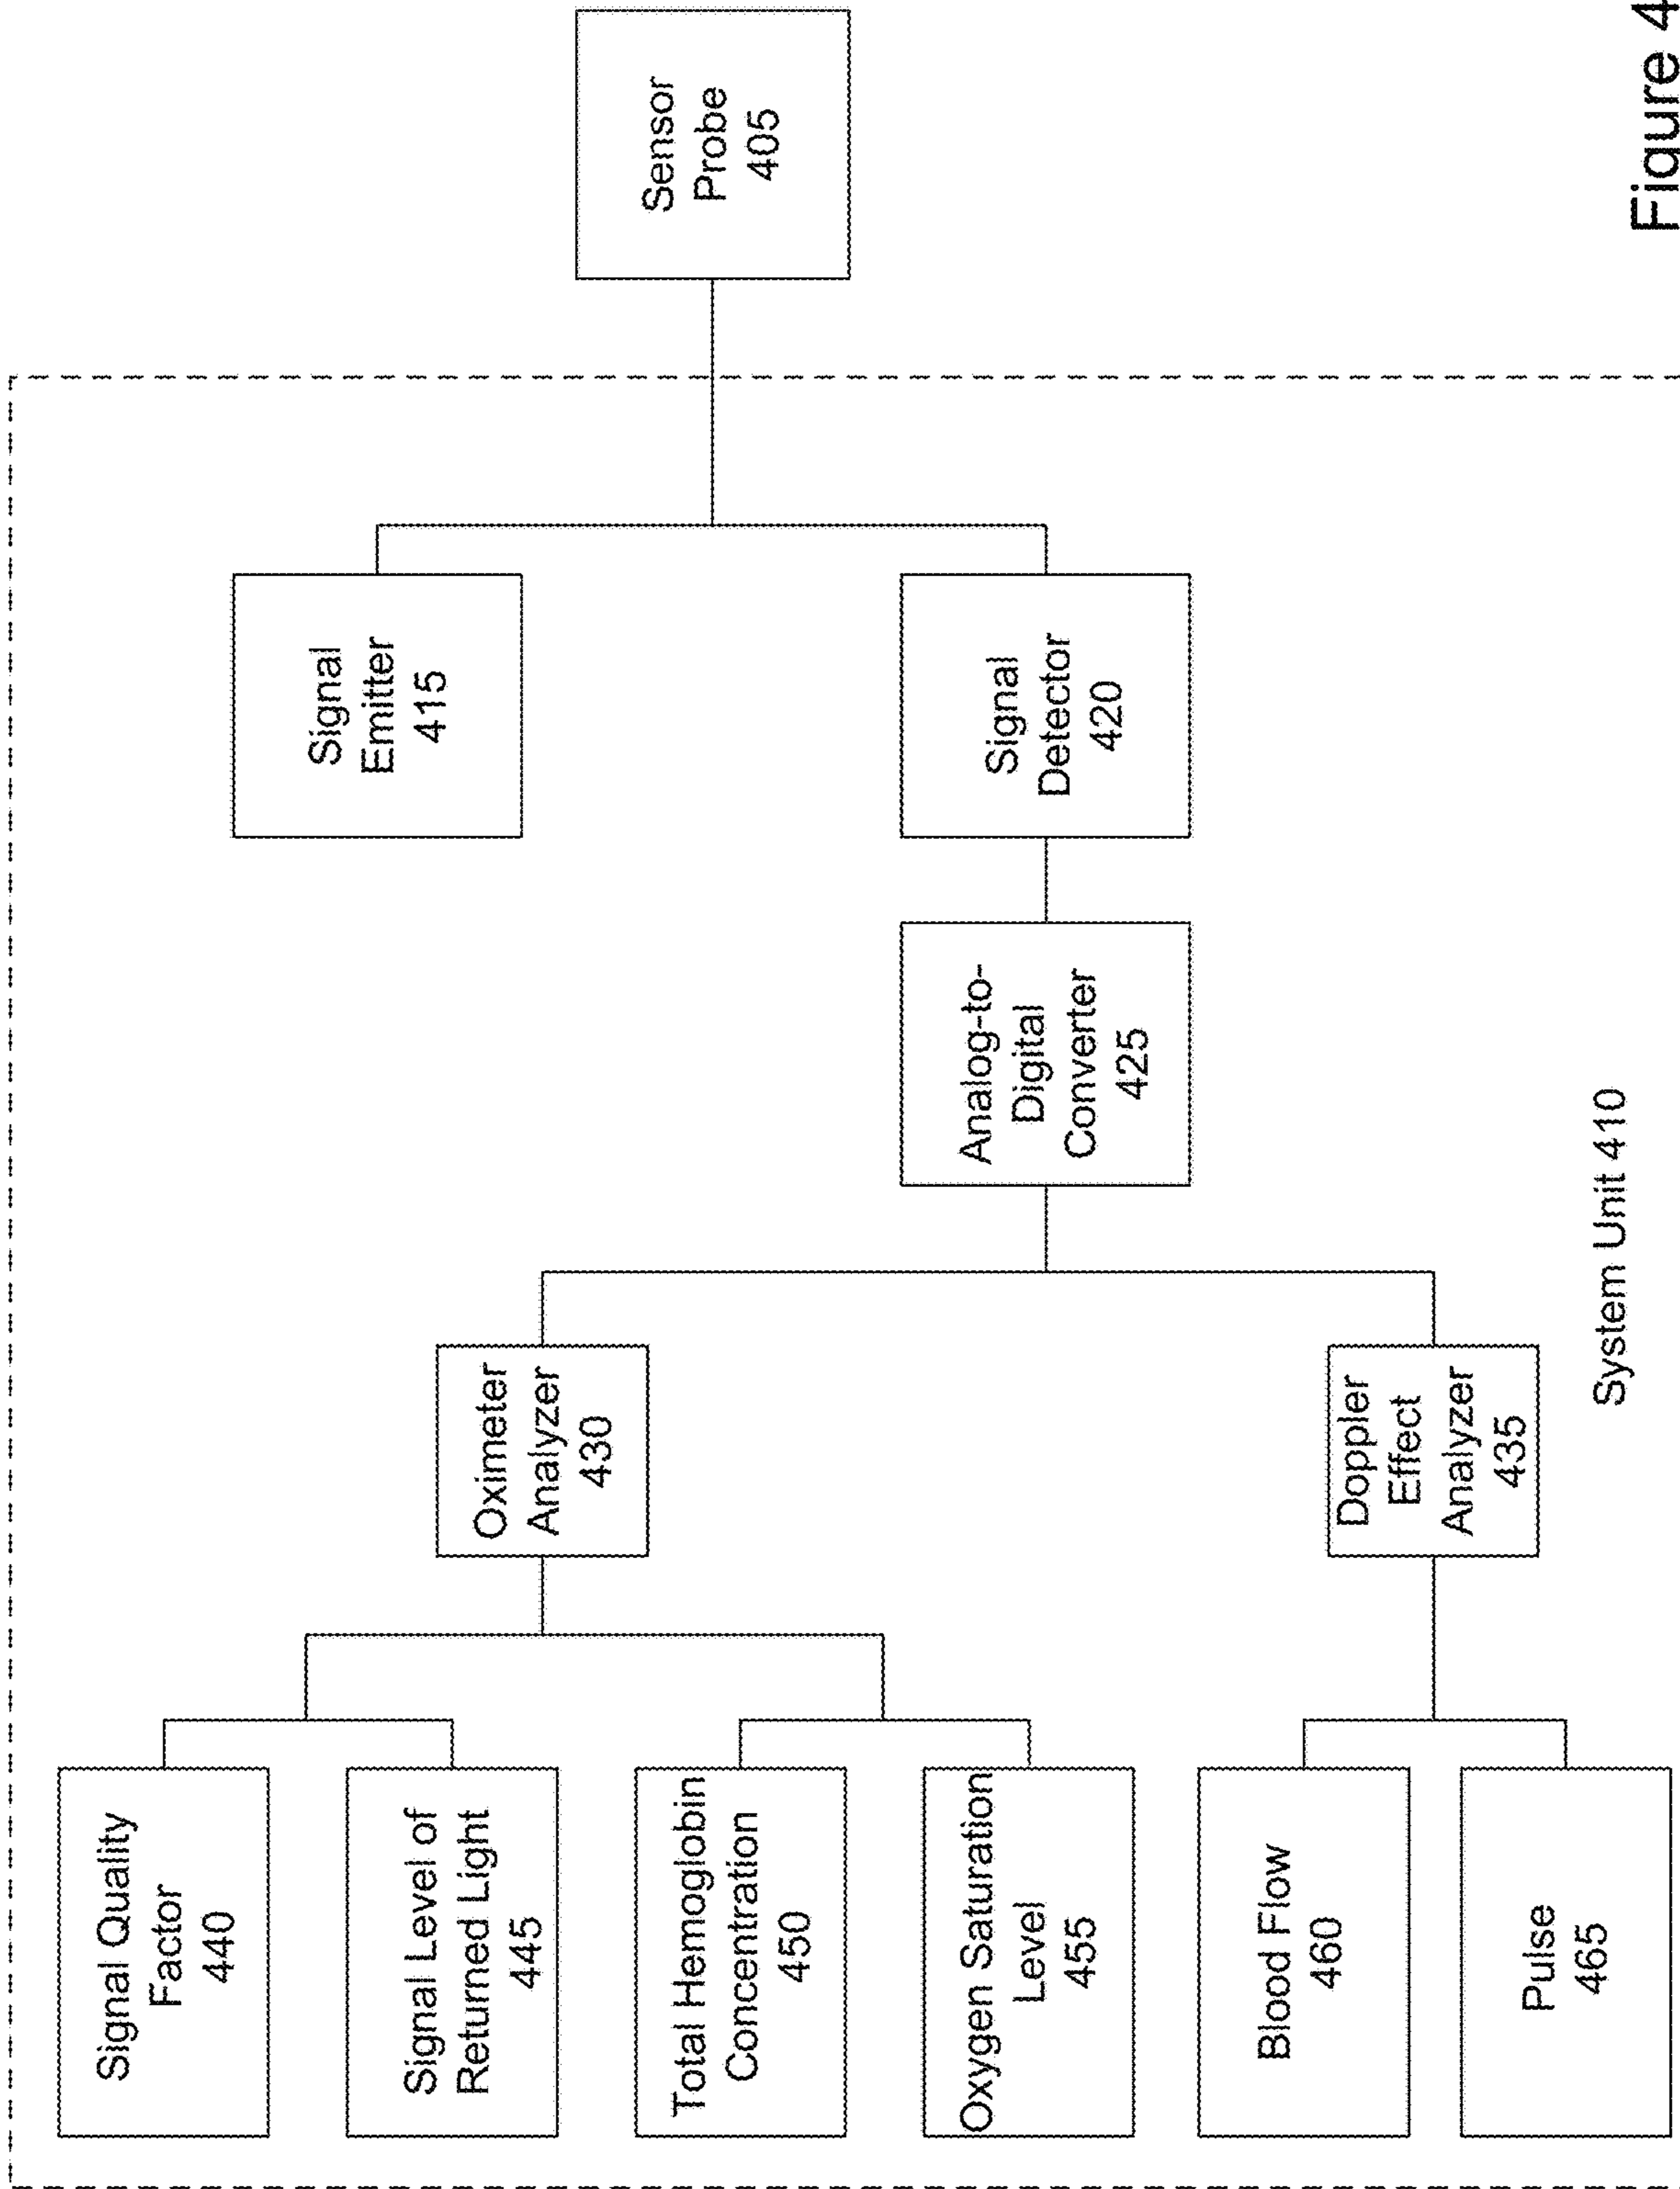 Signal Quality
Factor
440
Signal Level of
Returned Light
445
Total Hemoglobin
Concentration
450
Oxygen Saturation
Level
455
Blood Flow
460
Pulse
465
Oximeter
Analyzer
430
Doppler
Effect
Analyzer
435
Analog-to-
Digital
Converter
425
Signal
Emitter
415
Signal
Detector
420
Sensor
Probe
405
System Unit 410
Figure 4